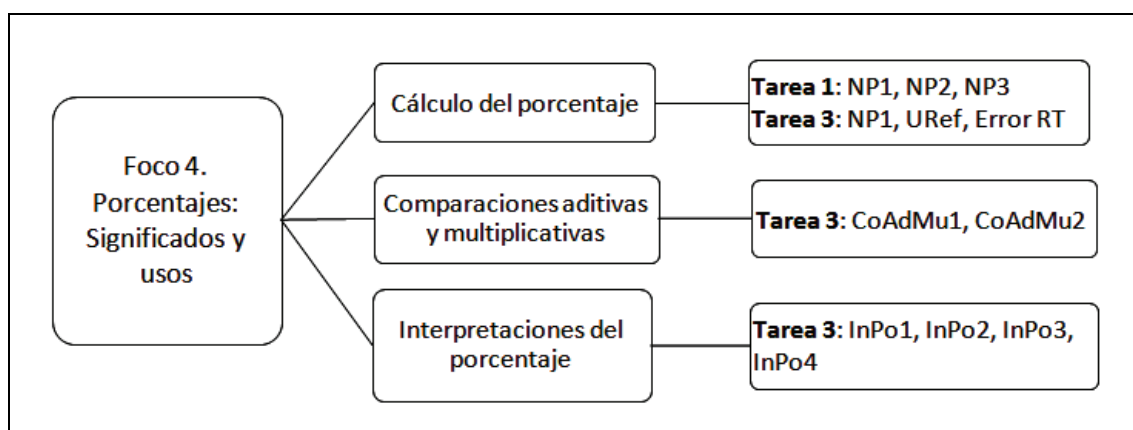 Foco 4.
Porcentajes:
Significados y
usos
Cálculo del porcentaje
Tarea 1: NP1, NP2, NP3
Tarea 3: NP1, URef, Error RT
Comparaciones aditivas
y multiplicativas
Tarea 3: CoAdMu1, CoAdMu2
Interpretaciones del
porcentaje
Tarea 3: InPo1, InPo2, InPo3,
InPo4